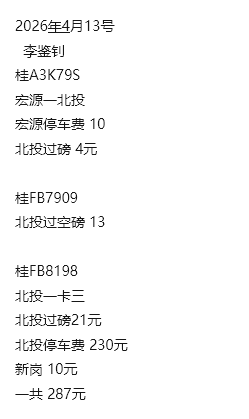 2026年4月13号
李鉴钊
桂A3K79S
宏源一北投
宏源停车费 10
北投过磅 4元
桂FB7909
北投过空磅 13
桂FB8198
北投一卡三
北投过磅21元
北投停车费 230元
新岗 10元
一共 287元